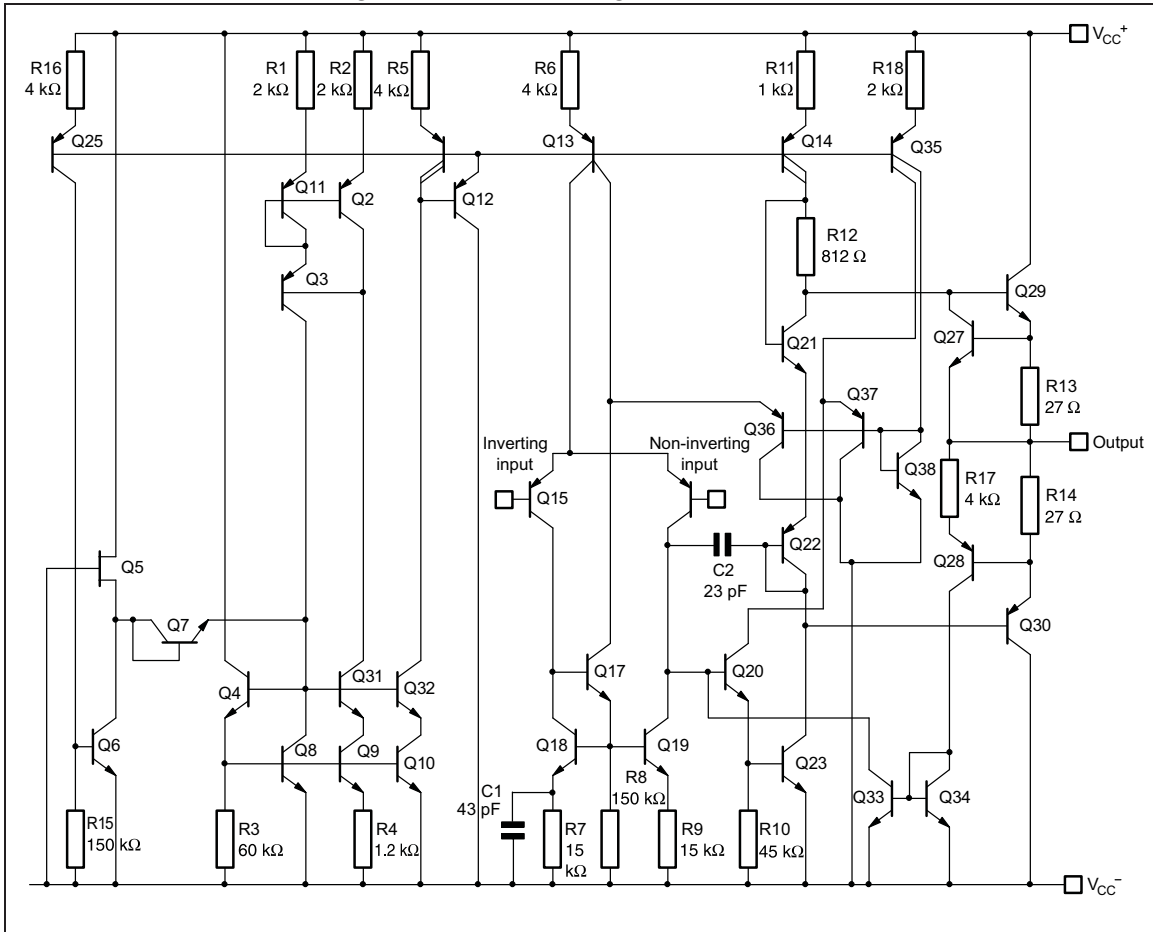 V_CC^+
R16
4 kΩ
R1
2 kΩ
R2
2 kΩ
R5
4 kΩ
R6
4 kΩ
R11
1 kΩ
R18
2 kΩ
Q25
Q13
Q14
Q35
Q11
Q2
Q12
R12
812 Ω
Q3
Q29
Q27
Q21
R13
27 Ω
Q37
Q36
Inverting
input
Non-inverting
input
Output
Q38
Q15
R17
4 kΩ
R14
27 Ω
Q22
C2
23 pF
Q28
Q5
Q7
Q30
Q4
Q31
Q32
Q17
Q20
Q6
Q8
Q9
Q10
Q18
Q19
Q23
R8
150 kΩ
C1
43 pF
Q33
Q34
R15
150 kΩ
R3
60 kΩ
R4
1.2 kΩ
R7
15
kΩ
R9
15 kΩ
R10
45 kΩ
V_CC^−